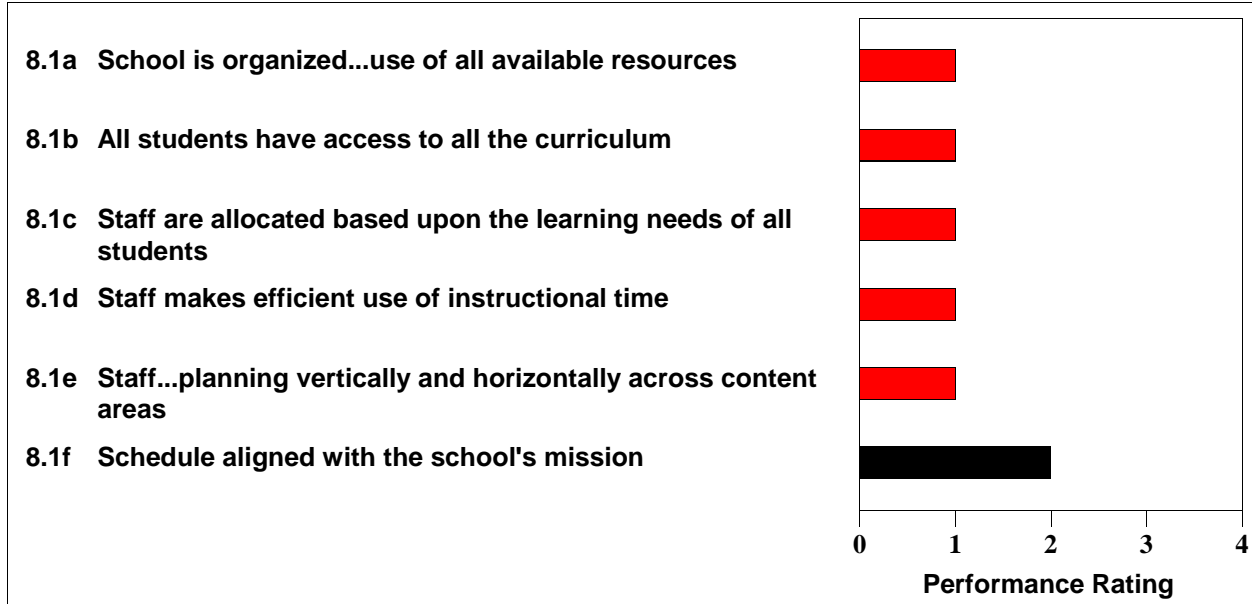 8.1a School is organized...use of all available resources
8.1b All students have access to all the curriculum
8.1c Staff are allocated based upon the learning needs of all
students
8.1d Staff makes efficient use of instructional time
8.1e Staff...planning vertically and horizontally across content
areas
8.1f Schedule aligned with the school's mission
0 1 2 3 4
Performance Rating